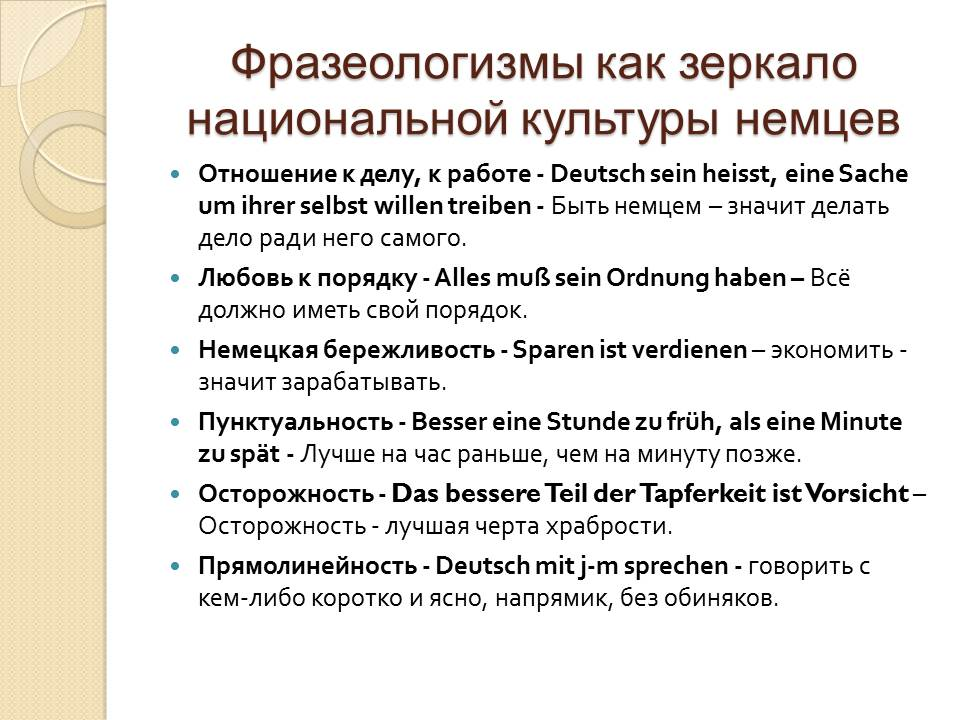 Фразеологизмы как зеркало
национальной культуры немцев
Отношение к делу, к работе - Deutsch sein heisst, eine Sache
um ihrer selbst willen treiben - Быть немцем – значит делать
дело ради него самого.
Любовь к порядку - Alles muß sein Ordnung haben – Всё
должно иметь свой порядок.
Немецкая бережливость - Sparen ist verdienen – экономить -
значит зарабатывать.
Пунктуальность - Besser eine Stunde zu früh, als eine Minute
zu spät - Лучше на час раньше, чем на минуту позже.
Осторожность - Das bessere Teil der Tapferkeit ist Vorsicht –
Осторожность - лучшая черта храбрости.
Прямолинейность - Deutsch mit j-m sprechen - говорить с
кем-либо коротко и ясно, напрямик, без обиняков.